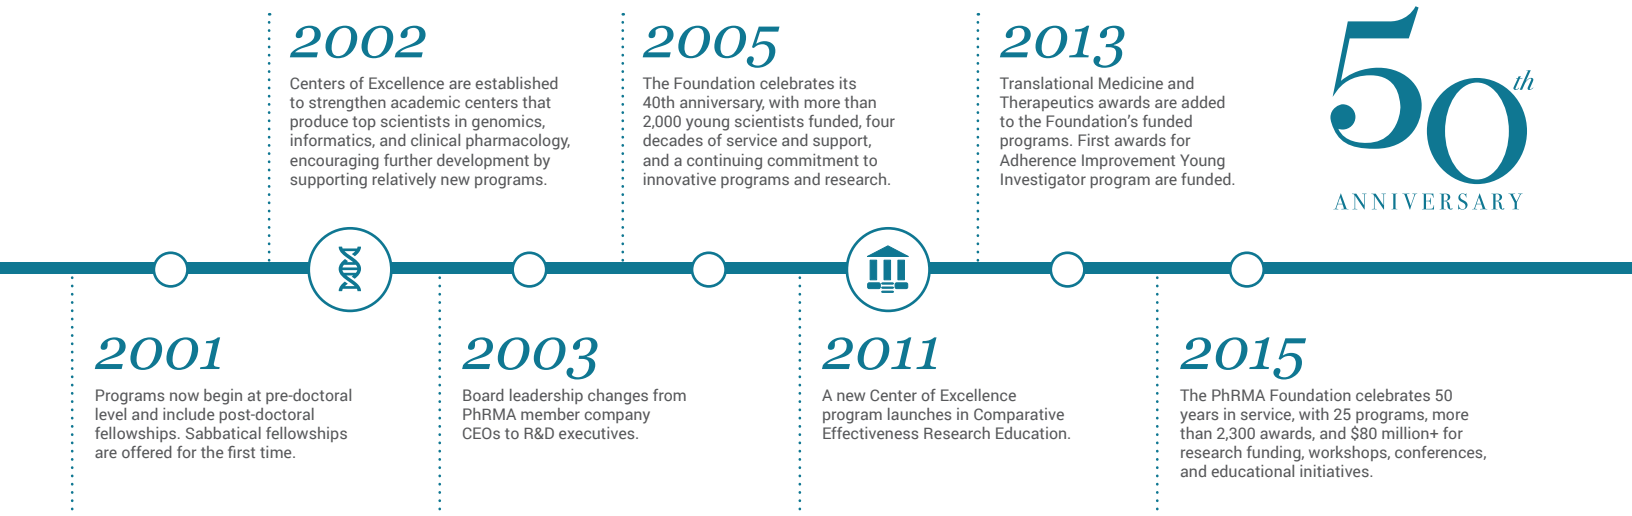 2002
Centers of Excellence are established
to strengthen academic centers that
produce top scientists in genomics,
informatics, and clinical pharmacology,
encouraging further development by
supporting relatively new programs.
2005
The Foundation celebrates its
40th anniversary, with more than
2,000 young scientists funded, four
decades of service and support,
and a continuing commitment to
innovative programs and research.
2013
Translational Medicine and
Therapeutics awards are added
to the Foundation's funded
programs. First awards for
Adherence Improvement Young
Investigator program are funded.
50th
ANNIVERSARY
2001
Programs now begin at pre-doctoral
level and include post-doctoral
fellowships. Sabbatical fellowships
are offered for the first time.
2003
Board leadership changes from
PhRMA member company
CEOs to R&D executives.
2011
A new Center of Excellence
program launches in Comparative
Effectiveness Research Education.
2015
The PhRMA Foundation celebrates 50
years in service, with 25 programs, more
than 2,300 awards, and $80 million+ for
research funding, workshops, conferences,
and educational initiatives.